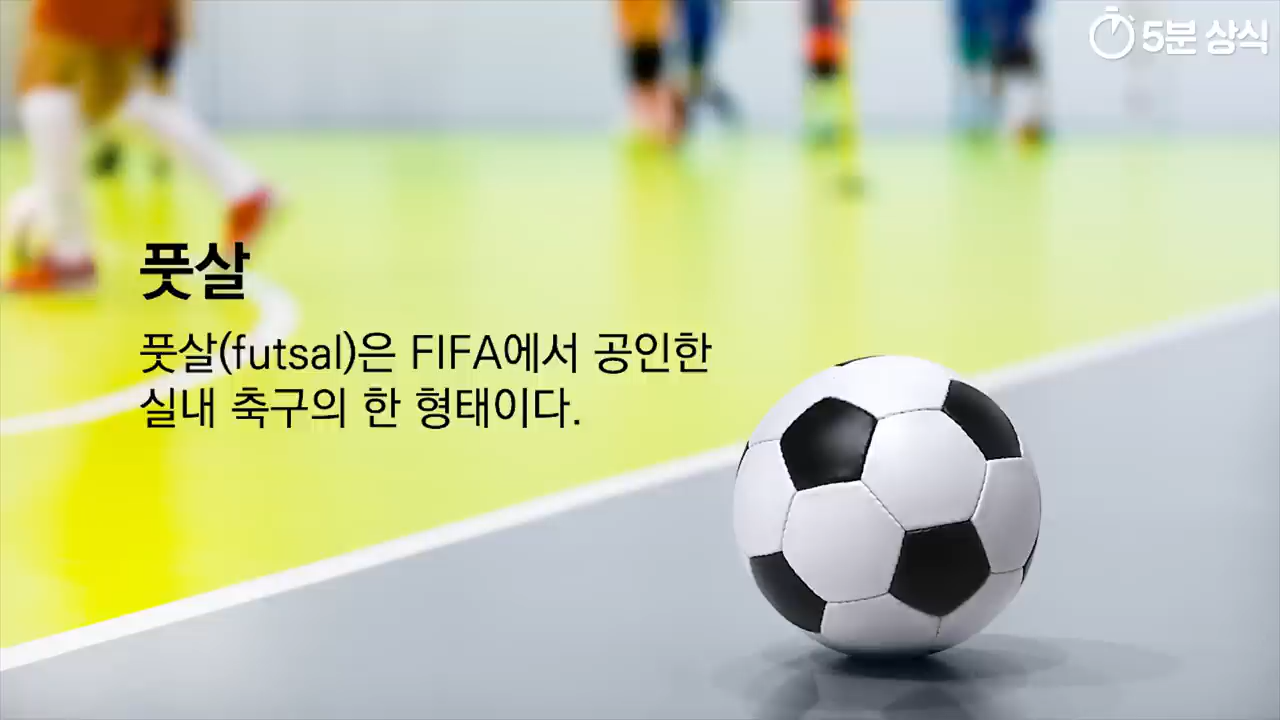 5분 상식
풋살
풋살(futsal)은 FIFA에서 공인한
실내 축구의 한 형태이다.